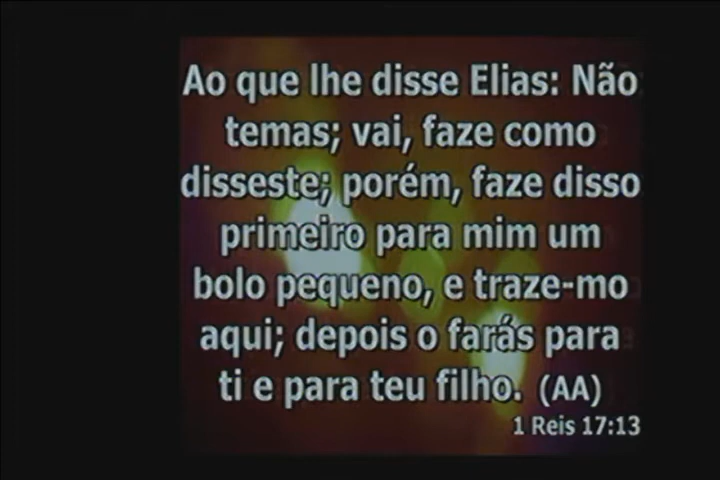 Ao que lhe disse Elias: Não
temas; vai, faze como
disseste; porém, faze disso
primeiro para mim um
bolo pequeno, e traze-mo
aqui; depois o farás para
ti e para teu filho. (AA)
1 Reis 17:13